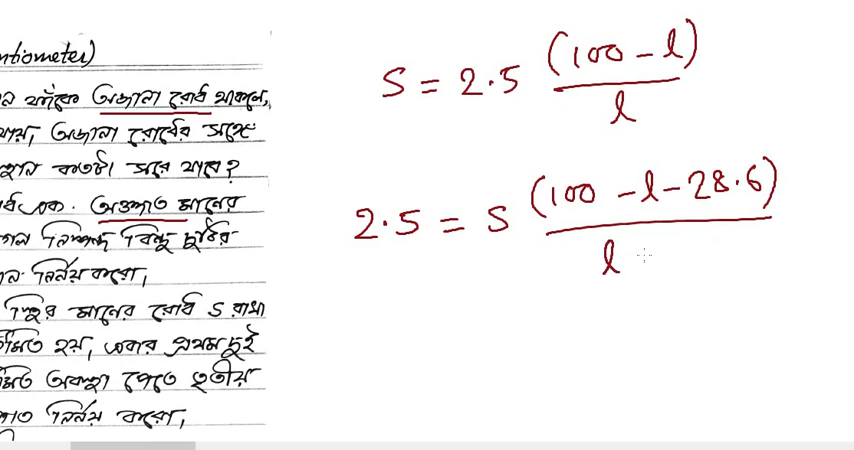 ntiometer)
ফাঁকে অজানা রোধ থাকলে,
যায়, অজানা রোধের সঙ্গে
স্থান কতটা সরে যাবে?
এক অজ্ঞাত মানের
নিস্পন্দ বিন্দু দুটির
নির্ণয় করো,
মানের রোধ S রাখা
হয়, এবার প্রথম দুই
অবস্থা পেতে তৃতীয়
নির্ণয় করো,
S = 2.5 (100 - l) / l
2.5 = S (100 - l - 28.6) / l